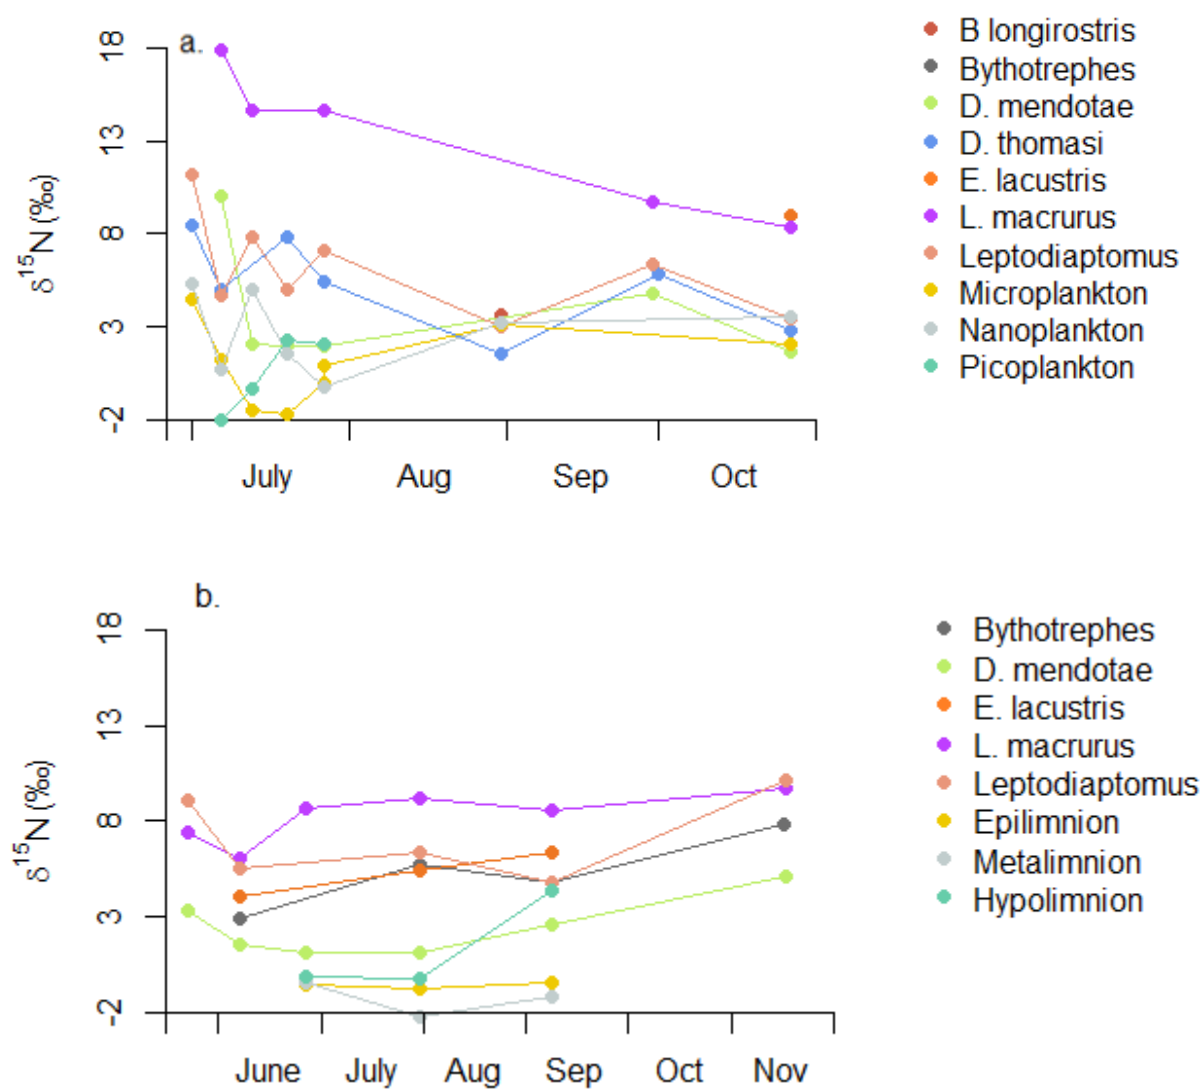 a.
18
13
8
3
-2
δ15N (‰)
July Aug Sep Oct
B longirostris
Bythotrephes
D. mendotae
D. thomasi
E. lacustris
L. macrurus
Leptodiaptomus
Microplankton
Nanoplankton
Picoplankton
b.
18
13
8
3
-2
δ15N (‰)
June July Aug Sep Oct Nov
Bythotrephes
D. mendotae
E. lacustris
L. macrurus
Leptodiaptomus
Epilimnion
Metalimnion
Hypolimnion